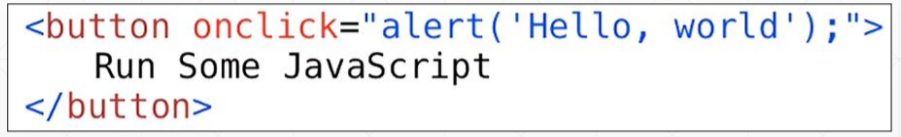 <button onclick="alert('Hello, world');">
Run Some JavaScript
</button>